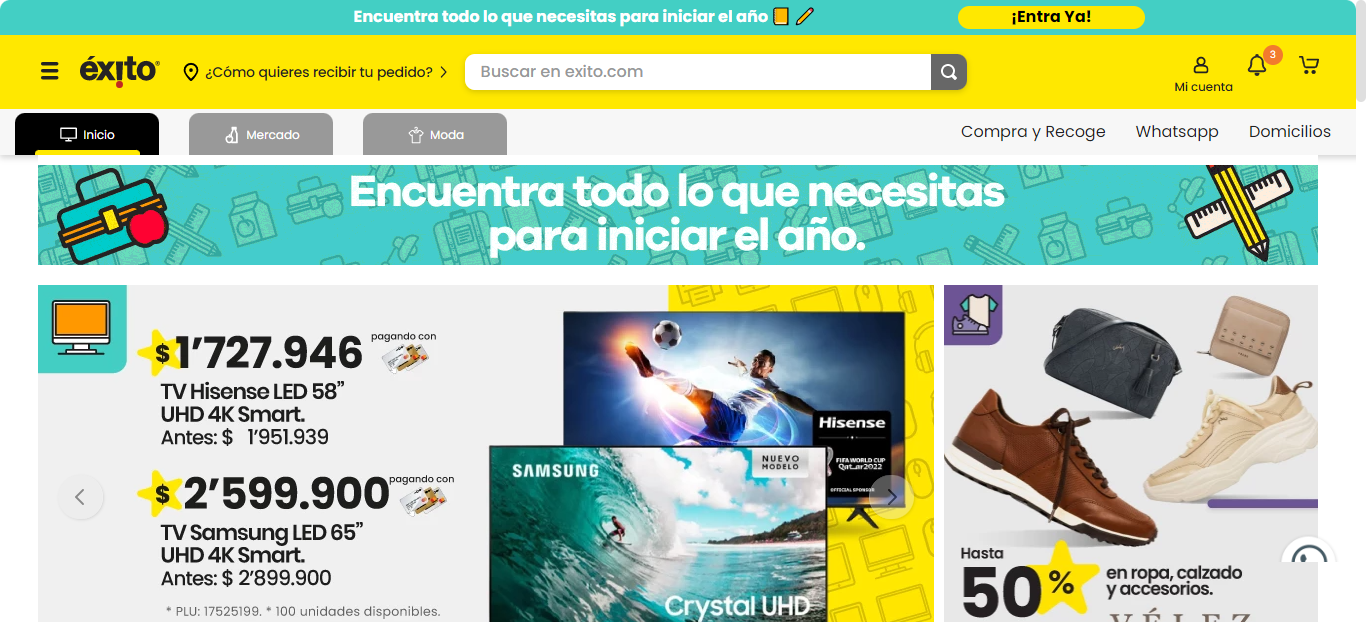 Encuentra todo lo que necesitas para iniciar el año
¡Entra Ya!
éxito
¿Cómo quieres recibir tu pedido?
Buscar en exito.com
Mi cuenta
3
Inicio
Mercado
Moda
Compra y Recoge
Whatsapp
Domicilios
Encuentra todo lo que necesitas
para iniciar el año.
$ 1'727.946
pagando con
TV Hisense LED 58”
UHD 4K Smart.
Antes: $ 1'951.939
$ 2'599.900
pagando con
TV Samsung LED 65”
UHD 4K Smart.
Antes: $ 2'899.900
* PLU: 17525199. * 100 unidades disponibles.
Hisense
FIFA WORLD CUP
Qatar2022
OFFICIAL SPONSOR
SAMSUNG
NUEVO
MODELO
Crystal UHD
Hasta
50%
en ropa, calzado
y accesorios.
VÉLEZ